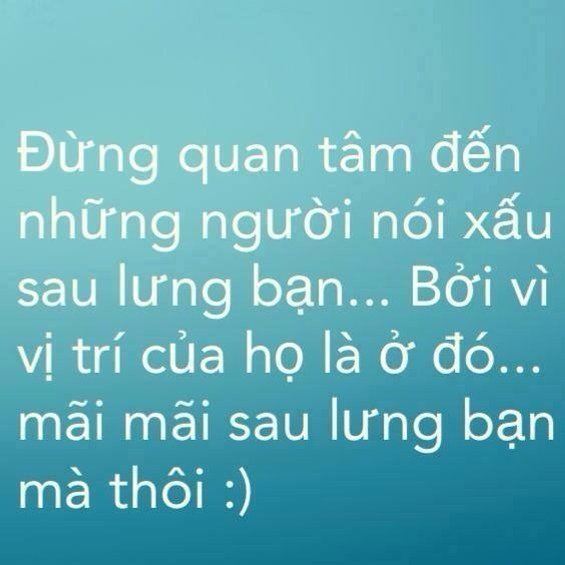 Đừng quan tâm đến
những người nói xấu
sau lưng bạn... Bởi vì
vị trí của họ là ở đó...
mãi mãi sau lưng bạn
mà thôi :)